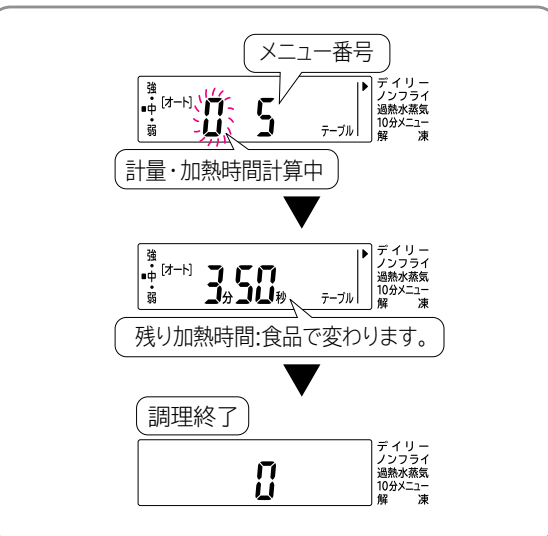 メニュー番号
強
・
中
・
弱
[オート]
0 5
テーブル
デイリー
ノンフライ
過熱水蒸気
10分メニュー
解 凍
計量・加熱時間計算中
強
・
中
・
弱
[オート]
3分50秒
テーブル
デイリー
ノンフライ
過熱水蒸気
10分メニュー
解 凍
残り加熱時間:食品で変わります。
調理終了
0
デイリー
ノンフライ
過熱水蒸気
10分メニュー
解 凍